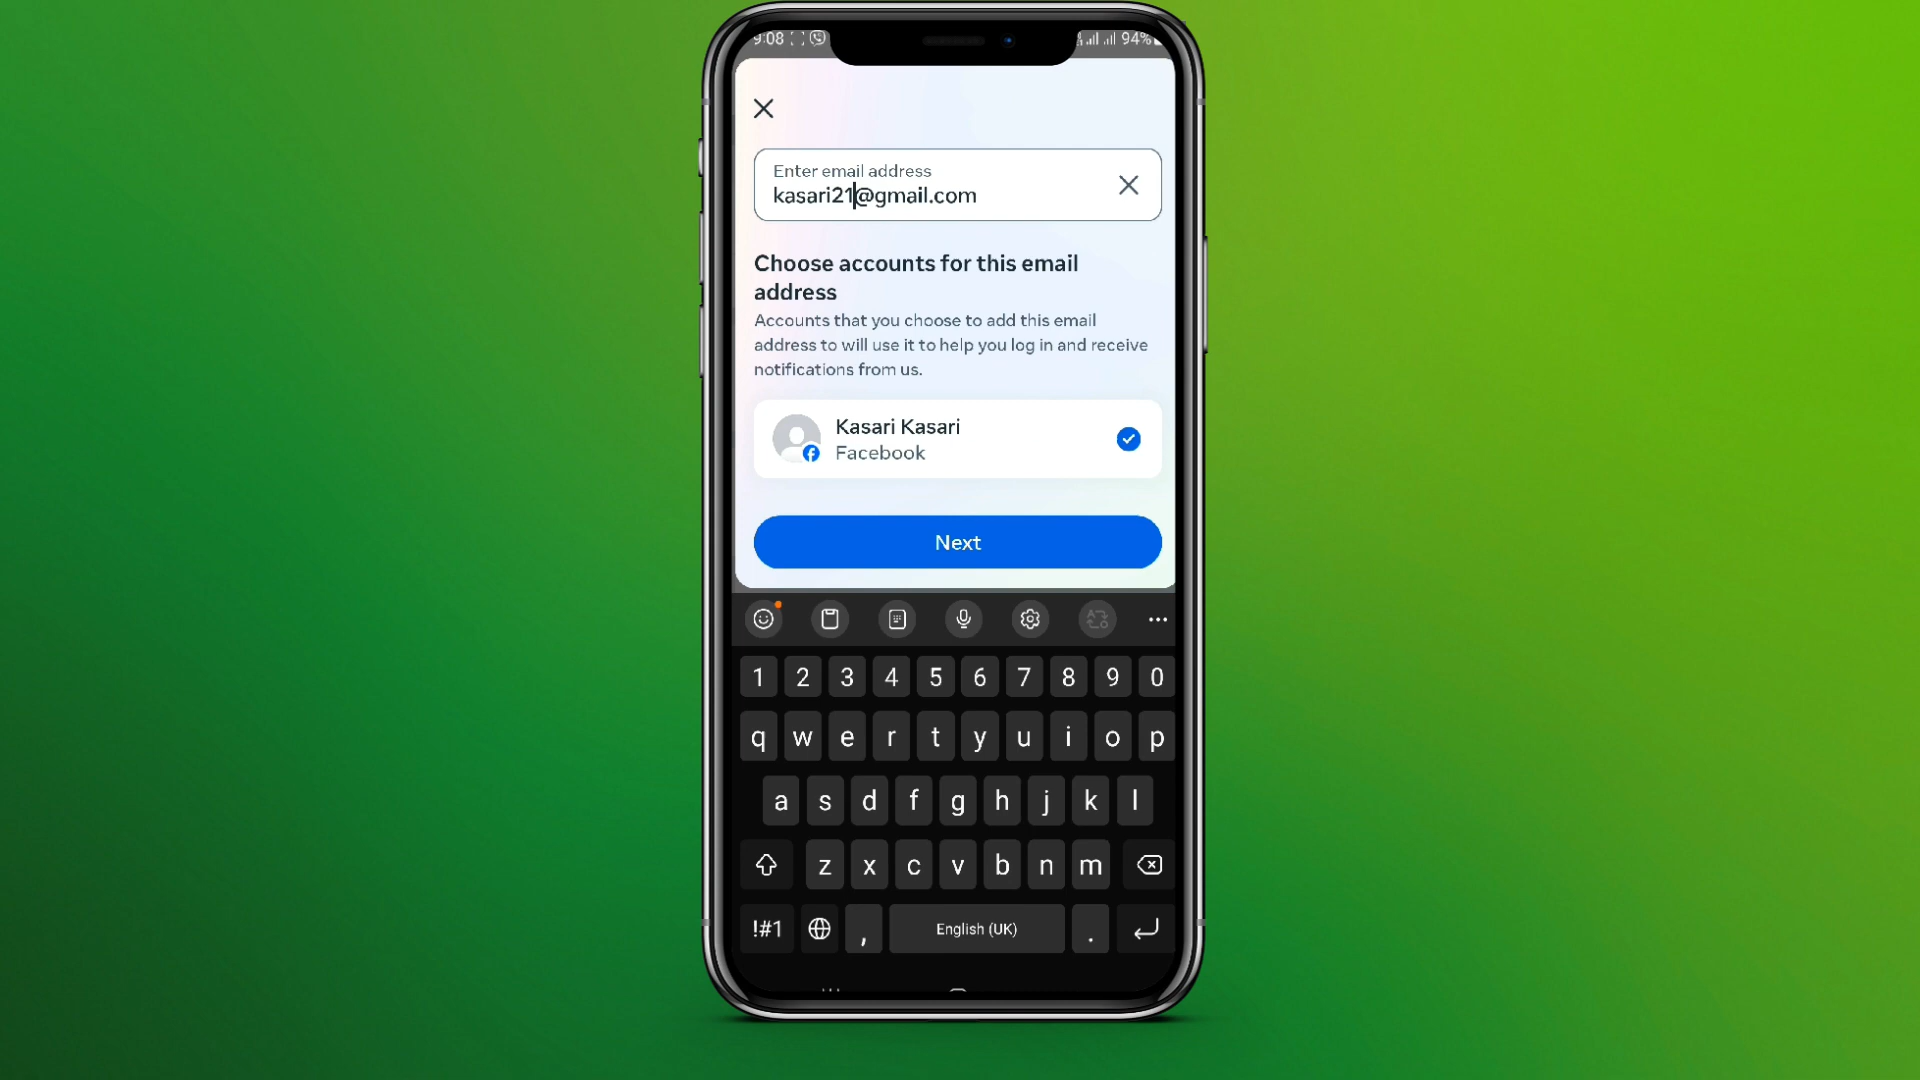 9:08
94%
Enter email address
kasari21@gmail.com
Choose accounts for this email
address
Accounts that you choose to add this email
address to will use it to help you log in and receive
notifications from us.
Kasari Kasari
Facebook
Next
1 2 3 4 5 6 7 8 9 0
q w e r t y u i o p
a s d f g h j k l
z x c v b n m
!#1 , English (UK) .